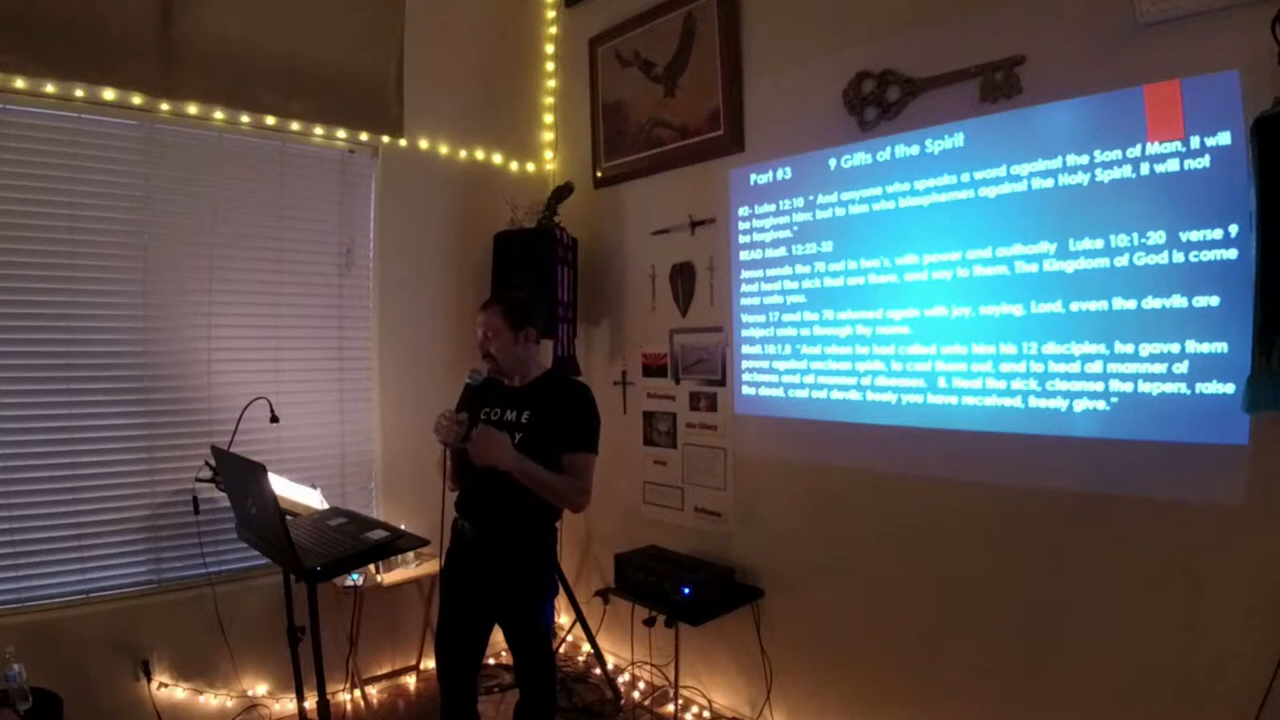 Part #3 9 Gifts of the Spirit
#2- Luke 12:10 " And anyone who speaks a word against the Son of Man, it will
be forgiven him; but to him who blasphemes against the Holy Spirit, it will not
be forgiven."
READ Matt. 12:22-32
Jesus sends the 70 out in two's, with power and authority Luke 10:1-20 verse 9
And heal the sick that are there, and say to them, The Kingdom of God is come
near unto you.
Verse 17 and the 70 returned again with joy, saying, Lord, even the devils are
subject unto us through thy name.
Matt.10:1,8 "And when he had called unto him his 12 disciples, he gave them
power against unclean spirits, to cast them out, and to heal all manner of
sickness and all manner of diseases. 8. Heal the sick, cleanse the lepers, raise
the dead, cast out devils: freely you have received, freely give."
COME
the Glory